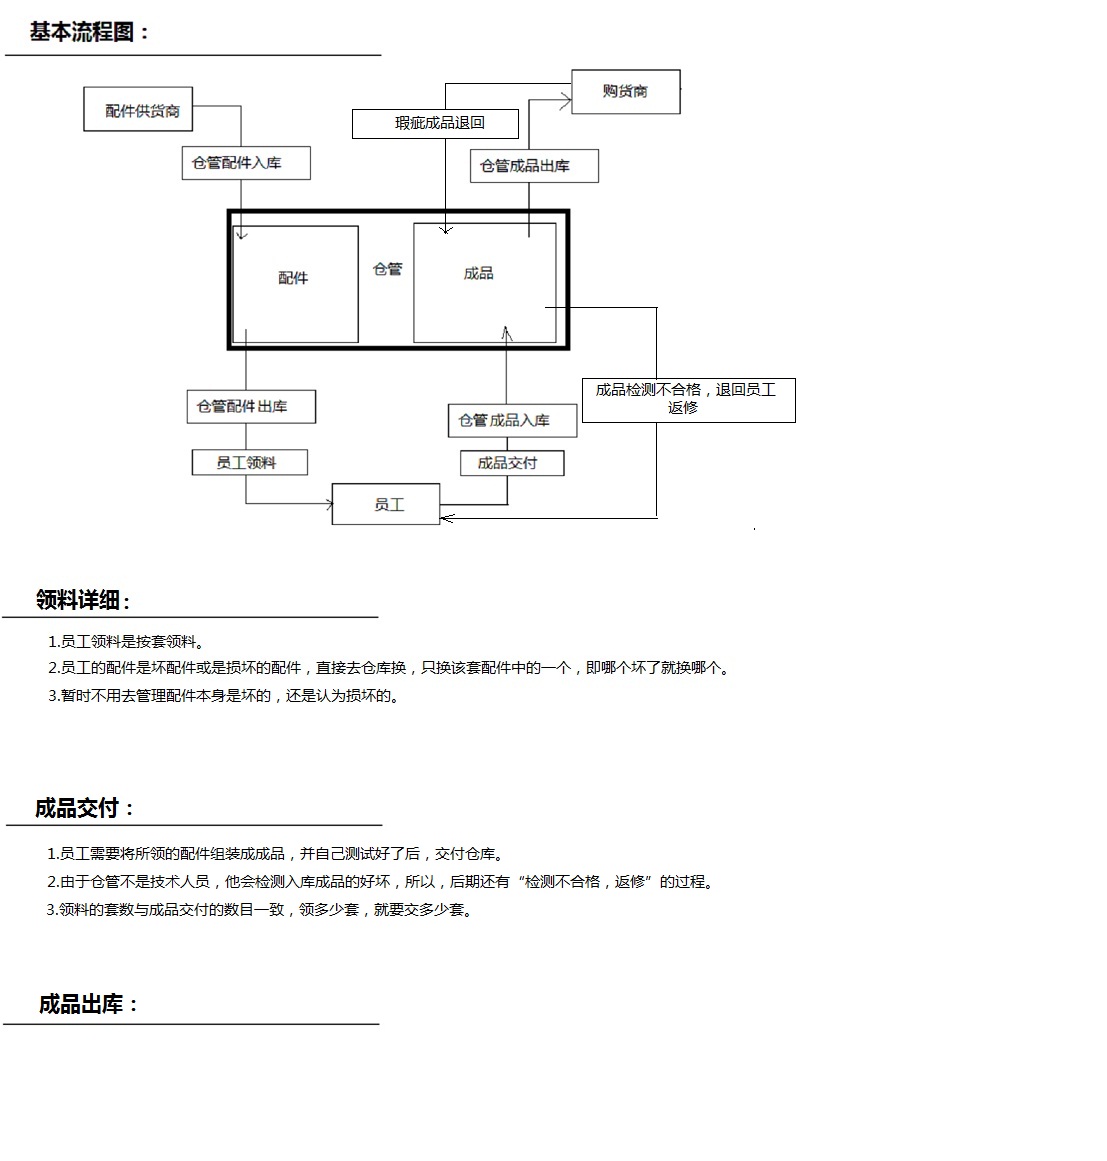 基本流程图：
购货商
配件供货商
瑕疵成品退回
仓管配件入库
仓管成品出库
配件
仓管
成品
成品检测不合格，退回员工
返修
仓管配件出库
仓管成品入库
员工领料
成品交付
员工
领料详细：
1.员工领料是按套领料。
2.员工的配件是坏配件或是损坏的配件，直接去仓库换，只换该套配件中的一个，即哪个坏了就换哪个。
3.暂时不用去管理配件本身是坏的，还是认为损坏的。
成品交付：
1.员工需要将所领的配件组装成成品，并自己测试好了后，交付仓库。
2.由于仓管不是技术人员，他会检测入库成品的好坏，所以，后期还有“检测不合格，返修”的过程。
3.领料的套数与成品交付的数目一致，领多少套，就要交多少套。
成品出库：